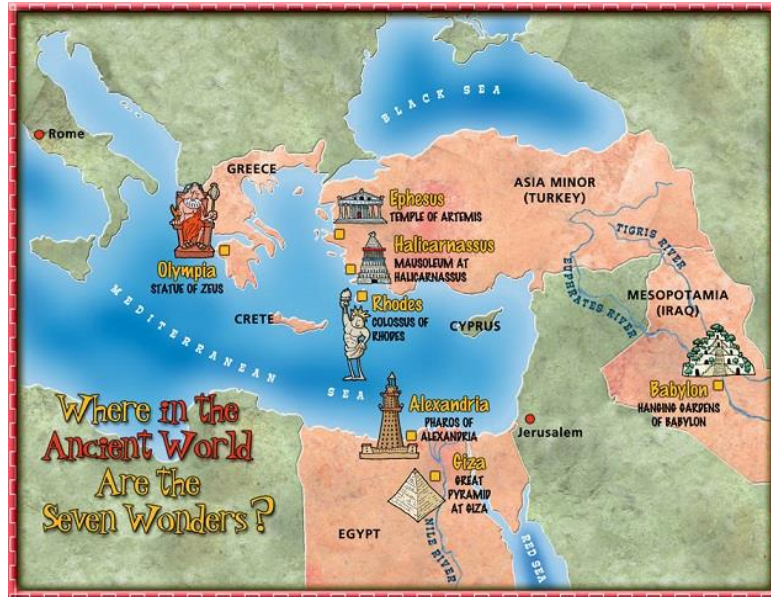 BLACK SEA
Rome
GREECE
ASIA MINOR
(TURKEY)
Ephesus
TEMPLE OF ARTEMIS
TIGRIS RIVER
Halicarnassus
MAUSOLEUM AT
HALICARNASSUS
EUPHRATES RIVER
Olympia
STATUE OF ZEUS
MESOPOTAMIA
(IRAQ)
Rhodes
COLOSSUS OF
RHODES
CRETE
CYPRUS
MEDITERRANEAN SEA
Babylon
HANGING GARDENS
OF BABYLON
Where in the
Ancient World
Are the
Seven Wonders?
Alexandria
PHAROS OF
ALEXANDRIA
Jerusalem
Giza
GREAT
PYRAMID
AT GIZA
EGYPT
NILE RIVER
RED SEA